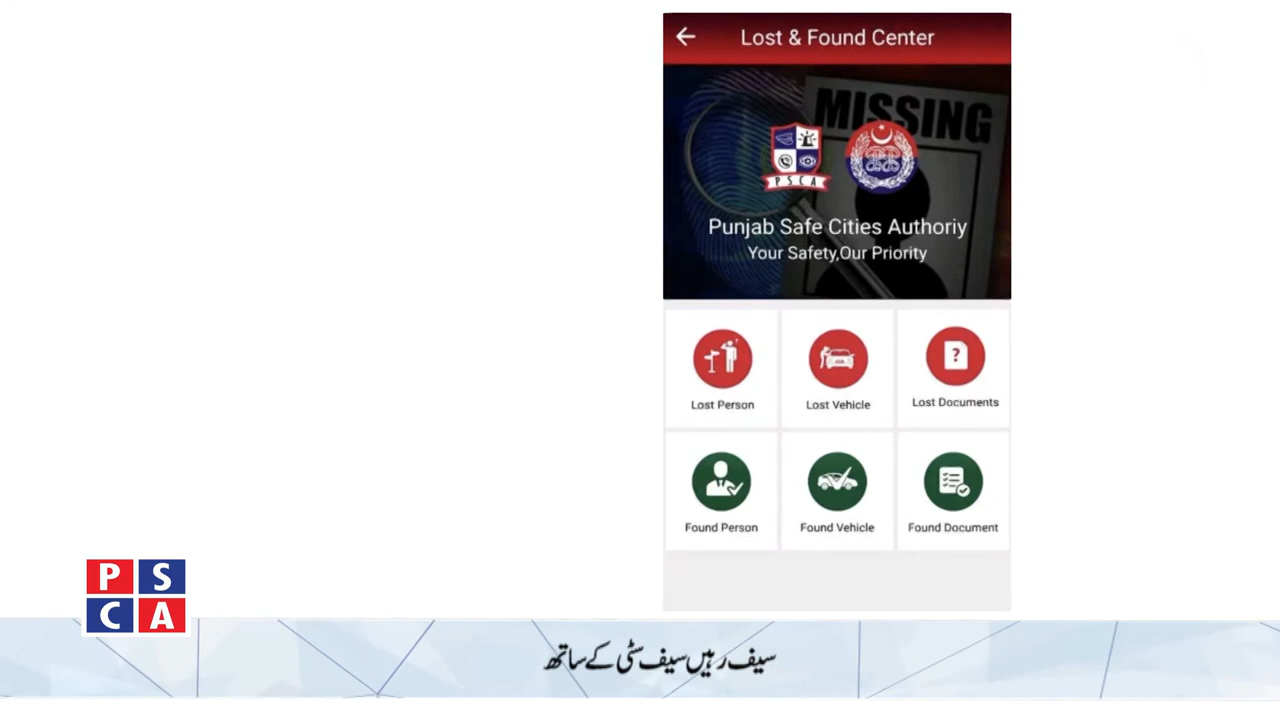 Lost & Found Center
MISSING
P S C A
Punjab Safe Cities Authoriy
Your Safety,Our Priority
?
Lost Person
Lost Vehicle
Lost Documents
Found Person
Found Vehicle
Found Document
P S
C A
سیف رہیں سیف سٹی کے ساتھ